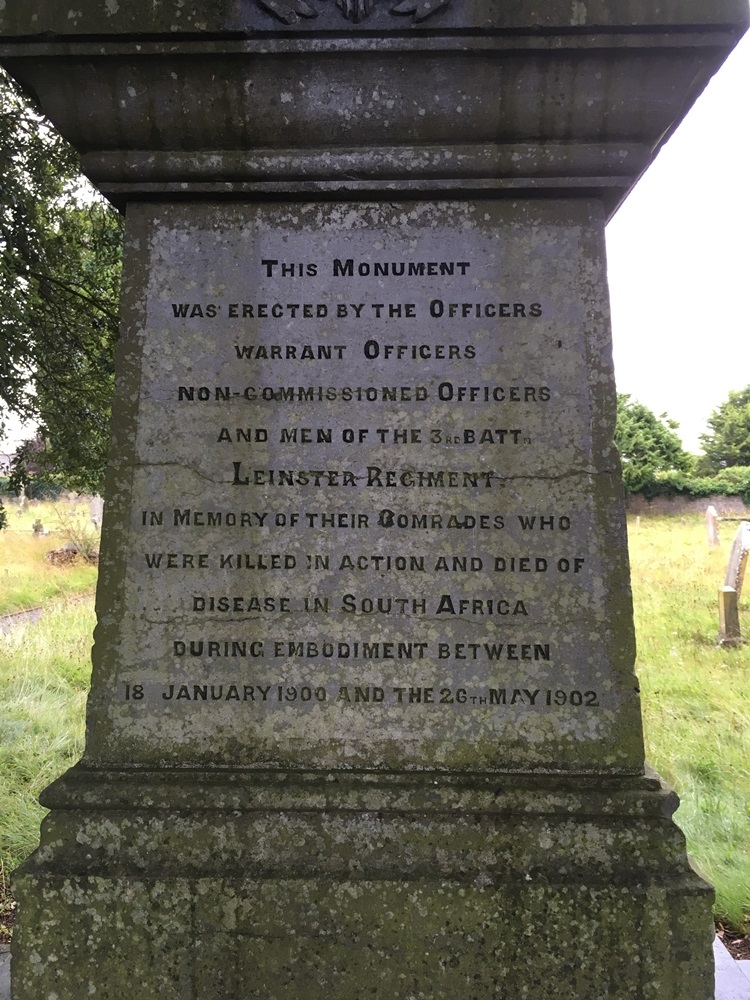 THIS MONUMENT
WAS ERECTED BY THE OFFICERS
WARRANT OFFICERS
NON-COMMISSIONED OFFICERS
AND MEN OF THE 3RD BATTN
LEINSTER REGIMENT
IN MEMORY OF THEIR COMRADES WHO
WERE KILLED IN ACTION AND DIED OF
DISEASE IN SOUTH AFRICA
DURING EMBODIMENT BETWEEN
18 JANUARY 1900 AND THE 26TH MAY 1902